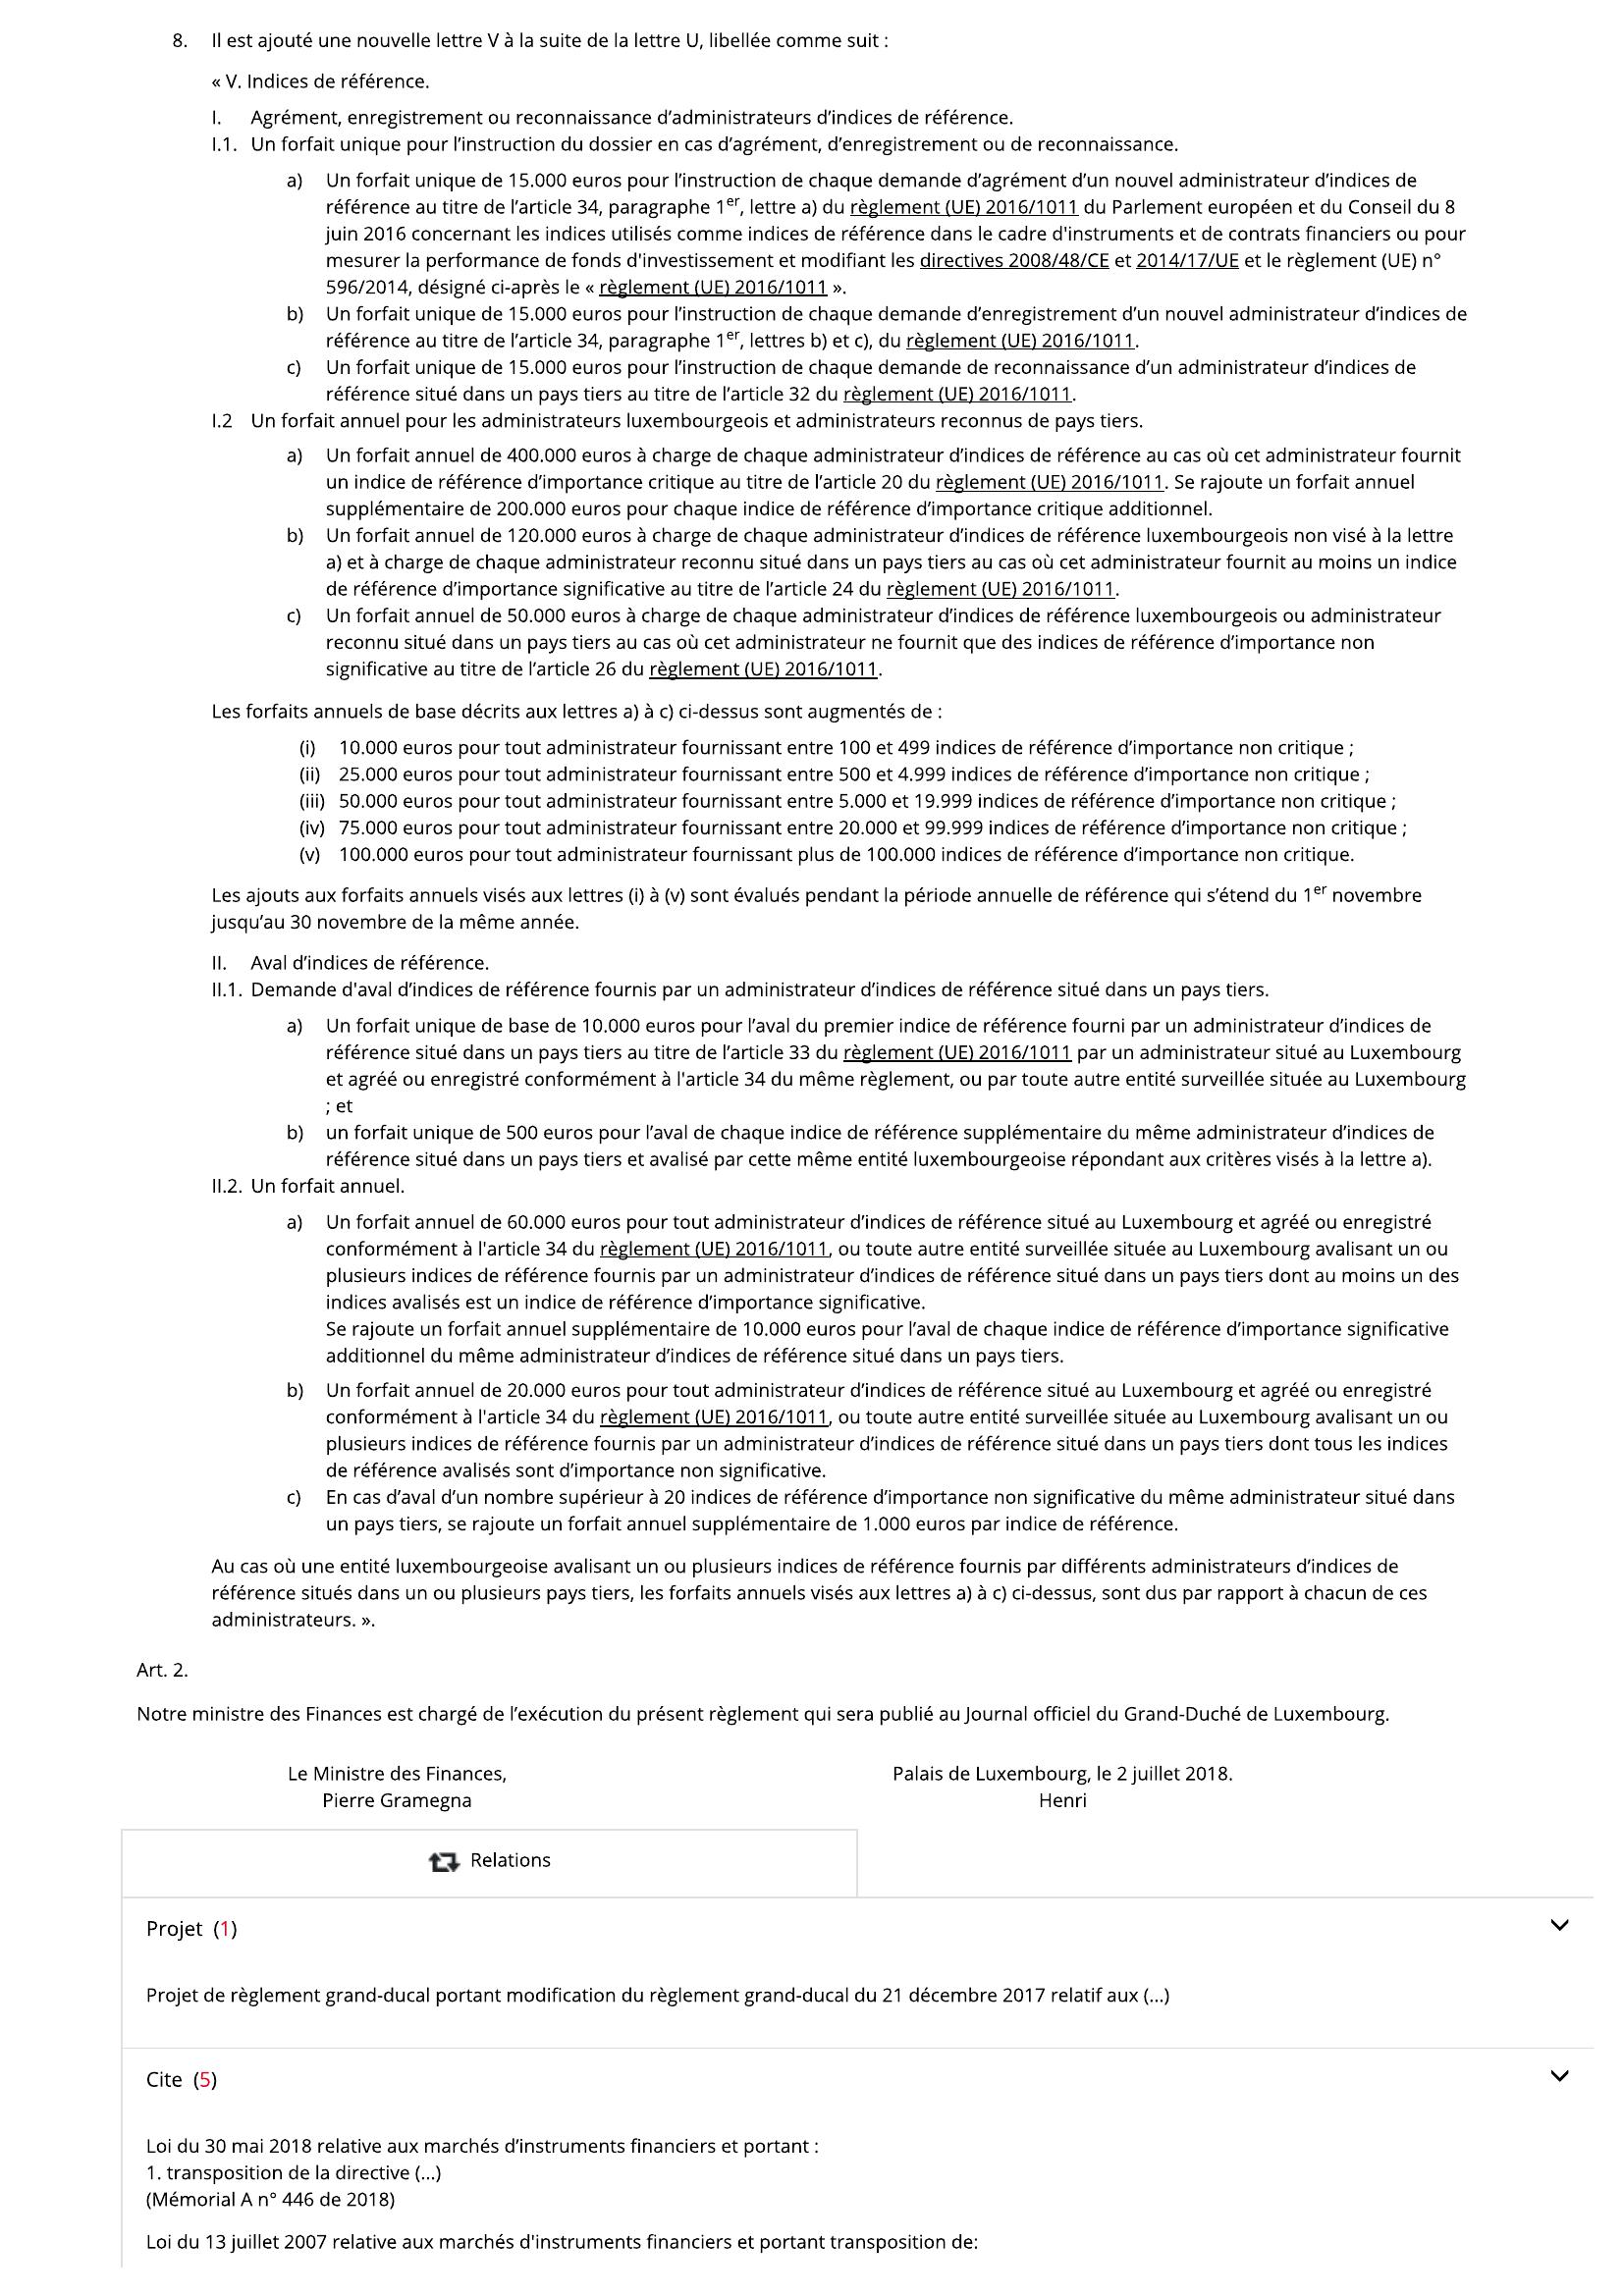 8. Il est ajouté une nouvelle lettre V à la suite de la lettre U, libellée comme suit :
« V. Indices de référence.
I. Agrément, enregistrement ou reconnaissance d’administrateurs d’indices de référence.
I.1. Un forfait unique pour l’instruction du dossier en cas d’agrément, d’enregistrement ou de reconnaissance.
a) Un forfait unique de 15.000 euros pour l’instruction de chaque demande d’agrément d’un nouvel administrateur d’indices de
référence au titre de l’article 34, paragraphe 1er, lettre a) du règlement (UE) 2016/1011 du Parlement européen et du Conseil du 8
juin 2016 concernant les indices utilisés comme indices de référence dans le cadre d'instruments et de contrats financiers ou pour
mesurer la performance de fonds d'investissement et modifiant les directives 2008/48/CE et 2014/17/UE et le règlement (UE) n°
596/2014, désigné ci-après le « règlement (UE) 2016/1011 ».
b) Un forfait unique de 15.000 euros pour l’instruction de chaque demande d’enregistrement d’un nouvel administrateur d’indices de
référence au titre de l’article 34, paragraphe 1er, lettres b) et c), du règlement (UE) 2016/1011.
c) Un forfait unique de 15.000 euros pour l’instruction de chaque demande de reconnaissance d’un administrateur d’indices de
référence situé dans un pays tiers au titre de l’article 32 du règlement (UE) 2016/1011.
I.2 Un forfait annuel pour les administrateurs luxembourgeois et administrateurs reconnus de pays tiers.
a) Un forfait annuel de 400.000 euros à charge de chaque administrateur d’indices de référence au cas où cet administrateur fournit
un indice de référence d’importance critique au titre de l’article 20 du règlement (UE) 2016/1011. Se rajoute un forfait annuel
supplémentaire de 200.000 euros pour chaque indice de référence d’importance critique additionnel.
b) Un forfait annuel de 120.000 euros à charge de chaque administrateur d’indices de référence luxembourgeois non visé à la lettre
a) et à charge de chaque administrateur reconnu situé dans un pays tiers au cas où cet administrateur fournit au moins un indice
de référence d’importance significative au titre de l’article 24 du règlement (UE) 2016/1011.
c) Un forfait annuel de 50.000 euros à charge de chaque administrateur d’indices de référence luxembourgeois ou administrateur
reconnu situé dans un pays tiers au cas où cet administrateur ne fournit que des indices de référence d’importance non
significative au titre de l’article 26 du règlement (UE) 2016/1011.
Les forfaits annuels de base décrits aux lettres a) à c) ci-dessus sont augmentés de :
(i) 10.000 euros pour tout administrateur fournissant entre 100 et 499 indices de référence d’importance non critique ;
(ii) 25.000 euros pour tout administrateur fournissant entre 500 et 4.999 indices de référence d’importance non critique ;
(iii) 50.000 euros pour tout administrateur fournissant entre 5.000 et 19.999 indices de référence d’importance non critique ;
(iv) 75.000 euros pour tout administrateur fournissant entre 20.000 et 99.999 indices de référence d’importance non critique ;
(v) 100.000 euros pour tout administrateur fournissant plus de 100.000 indices de référence d’importance non critique.
Les ajouts aux forfaits annuels visés aux lettres (i) à (v) sont évalués pendant la période annuelle de référence qui s’étend du 1er novembre
jusqu’au 30 novembre de la même année.
II. Aval d’indices de référence.
II.1. Demande d'aval d’indices de référence fournis par un administrateur d’indices de référence situé dans un pays tiers.
a) Un forfait unique de base de 10.000 euros pour l’aval du premier indice de référence fourni par un administrateur d’indices de
référence situé dans un pays tiers au titre de l’article 33 du règlement (UE) 2016/1011 par un administrateur situé au Luxembourg
et agréé ou enregistré conformément à l'article 34 du même règlement, ou par toute autre entité surveillée située au Luxembourg
; et
b) un forfait unique de 500 euros pour l’aval de chaque indice de référence supplémentaire du même administrateur d’indices de
référence situé dans un pays tiers et avalisé par cette même entité luxembourgeoise répondant aux critères visés à la lettre a).
II.2. Un forfait annuel.
a) Un forfait annuel de 60.000 euros pour tout administrateur d’indices de référence situé au Luxembourg et agréé ou enregistré
conformément à l'article 34 du règlement (UE) 2016/1011, ou toute autre entité surveillée située au Luxembourg avalisant un ou
plusieurs indices de référence fournis par un administrateur d’indices de référence situé dans un pays tiers dont au moins un des
indices avalisés est un indice de référence d’importance significative.
Se rajoute un forfait annuel supplémentaire de 10.000 euros pour l’aval de chaque indice de référence d’importance significative
additionnel du même administrateur d’indices de référence situé dans un pays tiers.
b) Un forfait annuel de 20.000 euros pour tout administrateur d’indices de référence situé au Luxembourg et agréé ou enregistré
conformément à l'article 34 du règlement (UE) 2016/1011, ou toute autre entité surveillée située au Luxembourg avalisant un ou
plusieurs indices de référence fournis par un administrateur d’indices de référence situé dans un pays tiers dont tous les indices
de référence avalisés sont d’importance non significative.
c) En cas d’aval d’un nombre supérieur à 20 indices de référence d’importance non significative du même administrateur situé dans
un pays tiers, se rajoute un forfait annuel supplémentaire de 1.000 euros par indice de référence.
Au cas où une entité luxembourgeoise avalisant un ou plusieurs indices de référence fournis par différents administrateurs d’indices de
référence situés dans un ou plusieurs pays tiers, les forfaits annuels visés aux lettres a) à c) ci-dessus, sont dus par rapport à chacun de ces
administrateurs. ».
Art. 2.
Notre ministre des Finances est chargé de l’exécution du présent règlement qui sera publié au Journal officiel du Grand-Duché de Luxembourg.
Le Ministre des Finances,
Pierre Gramegna
Palais de Luxembourg, le 2 juillet 2018.
Henri
Relations
Projet (1)
Projet de règlement grand-ducal portant modification du règlement grand-ducal du 21 décembre 2017 relatif aux (...)
Cite (5)
Loi du 30 mai 2018 relative aux marchés d’instruments financiers et portant :
1. transposition de la directive (...)
(Mémorial A n° 446 de 2018)
Loi du 13 juillet 2007 relative aux marchés d'instruments financiers et portant transposition de: